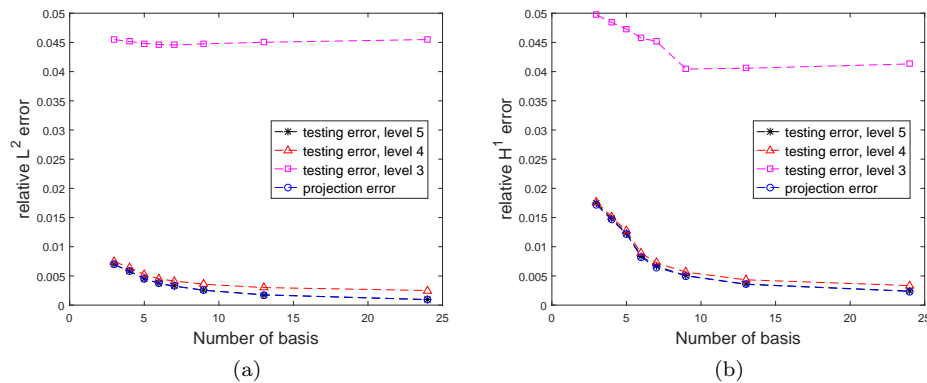 0.05
0.045
0.04
0.035
0.03
0.025
0.02
0.015
0.01
0.005
0
relative L² error
testing error, level 5
testing error, level 4
testing error, level 3
projection error
0 5 10 15 20 25
Number of basis
(a)
0.05
0.045
0.04
0.035
0.03
0.025
0.02
0.015
0.01
0.005
0
relative H¹ error
testing error, level 5
testing error, level 4
testing error, level 3
projection error
0 5 10 15 20 25
Number of basis
(b)